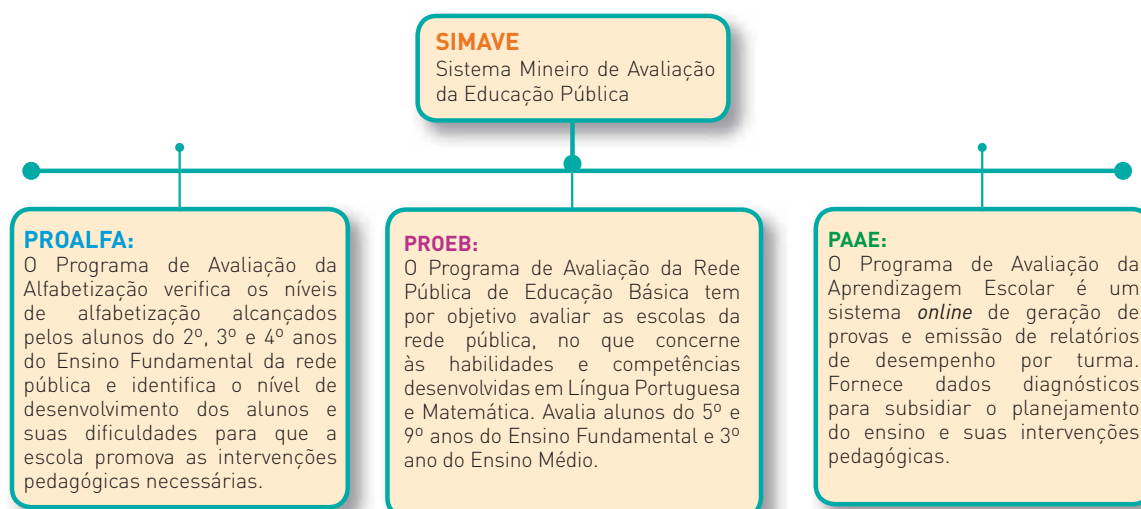 SIMAVE
Sistema Mineiro de Avaliação
da Educação Pública
PROALFA:
O Programa de Avaliação da
Alfabetização verifica os níveis
de alfabetização alcançados
pelos alunos do 2º, 3º e 4º anos
do Ensino Fundamental da rede
pública e identifica o nível de
desenvolvimento dos alunos e
suas dificuldades para que a
escola promova as intervenções
pedagógicas necessárias.
PROEB:
O Programa de Avaliação da Rede
Pública de Educação Básica tem
por objetivo avaliar as escolas da
rede pública, no que concerne
às habilidades e competências
desenvolvidas em Língua Portuguesa
e Matemática. Avalia alunos do 5º e
9º anos do Ensino Fundamental e 3º
ano do Ensino Médio.
PAAE:
O Programa de Avaliação da
Aprendizagem Escolar é um
sistema online de geração de
provas e emissão de relatórios
de desempenho por turma.
Fornece dados diagnósticos
para subsidiar o planejamento
do ensino e suas intervenções
pedagógicas.